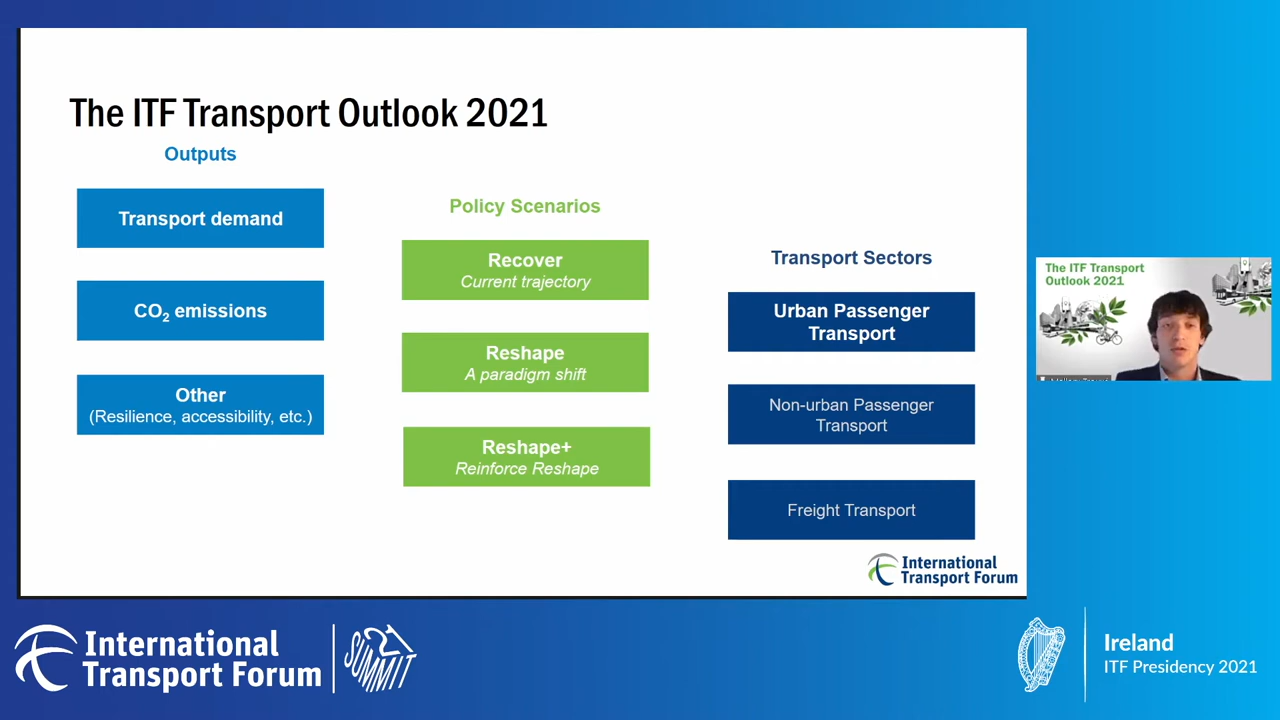 The ITF Transport Outlook 2021
Outputs
Transport demand
CO₂ emissions
Other
(Resilience, accessibility, etc.)
Policy Scenarios
Recover
Current trajectory
Reshape
A paradigm shift
Reshape+
Reinforce Reshape
Transport Sectors
Urban Passenger
Transport
Non-urban Passenger
Transport
Freight Transport
International
Transport Forum
The ITF Transport
Outlook 2021
International
Transport Forum
21
SUMMIT
Ireland
ITF Presidency 2021